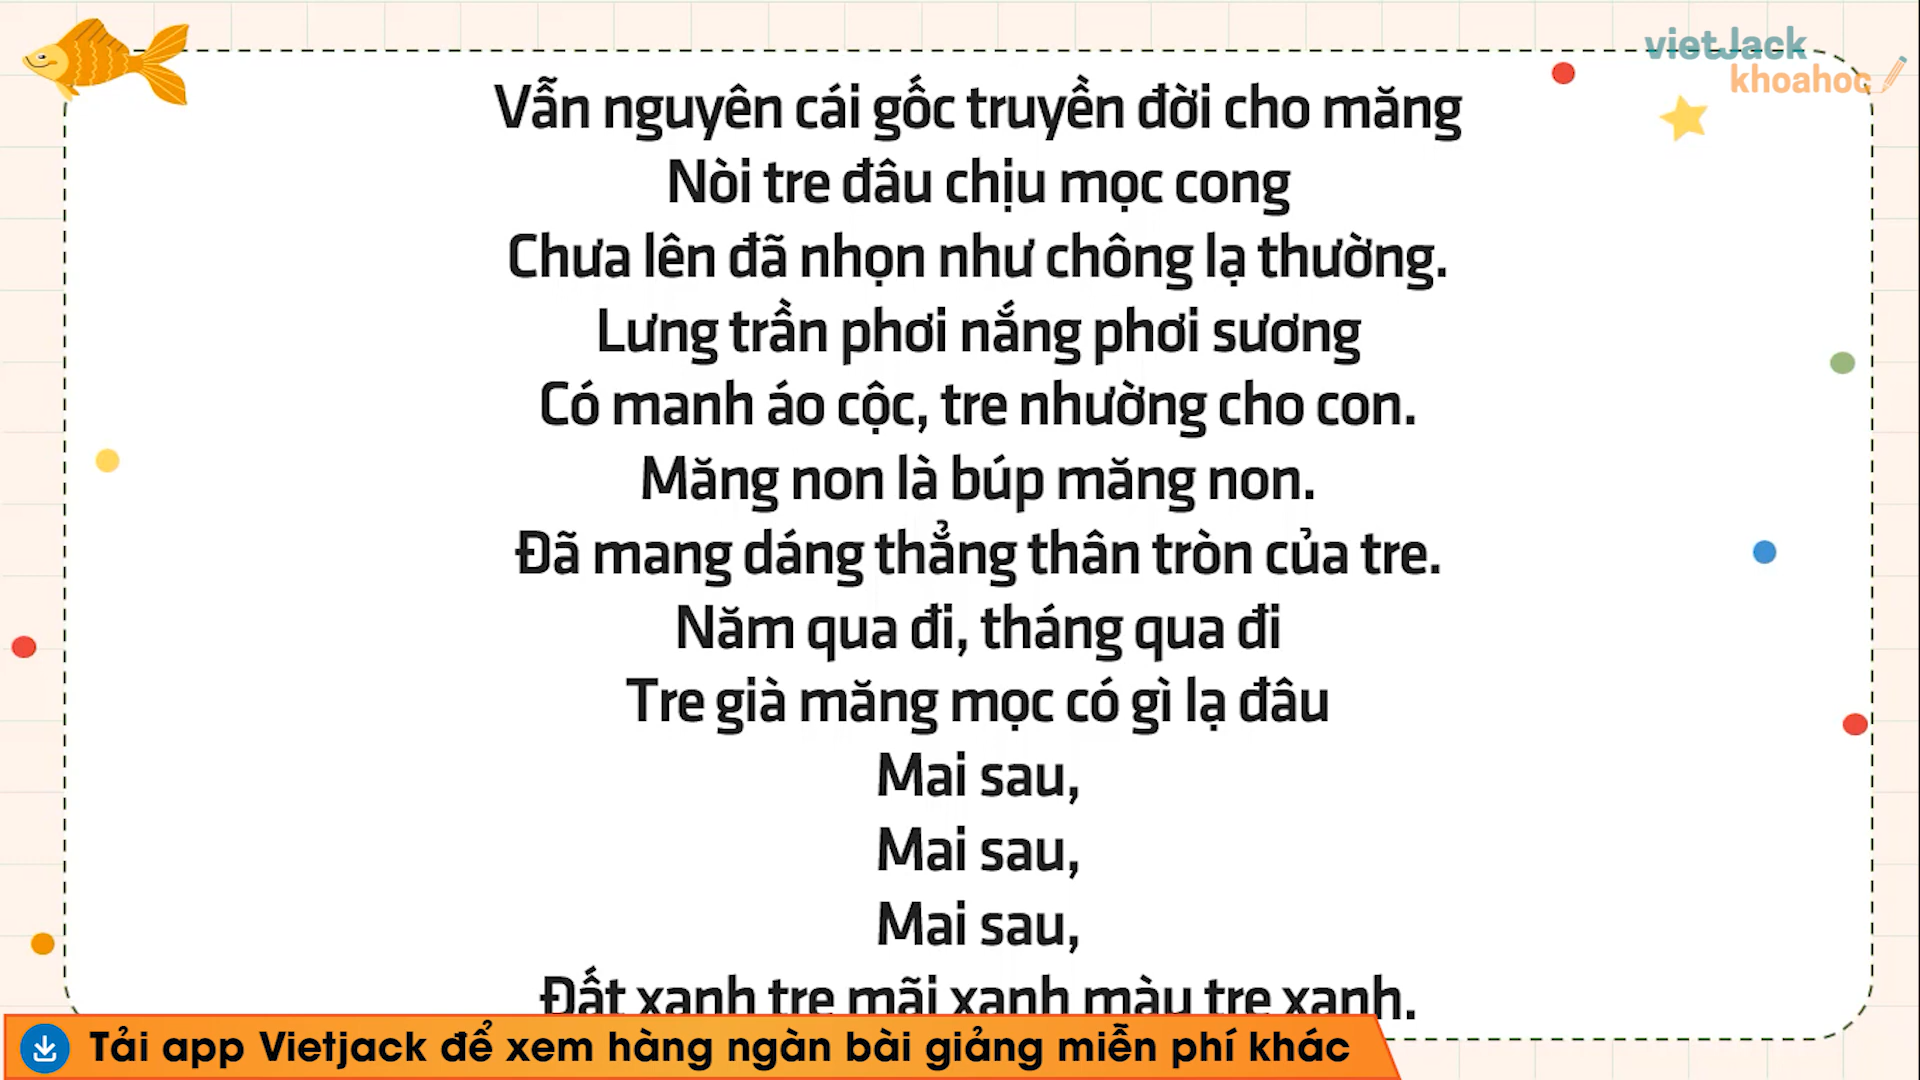 vietJack
khoahoc
Vẫn nguyên cái gốc truyền đời cho măng
Nòi tre đâu chịu mọc cong
Chưa lên đã nhọn như chông lạ thường.
Lưng trần phơi nắng phơi sương
Có manh áo cộc, tre nhường cho con.
Măng non là búp măng non.
Đã mang dáng thẳng thân tròn của tre.
Năm qua đi, tháng qua đi
Tre già măng mọc có gì lạ đâu
Mai sau,
Mai sau,
Mai sau,
Đất xanh tre mãi xanh màu tre xanh.
Tải app Vietjack để xem hàng ngàn bài giảng miễn phí khác